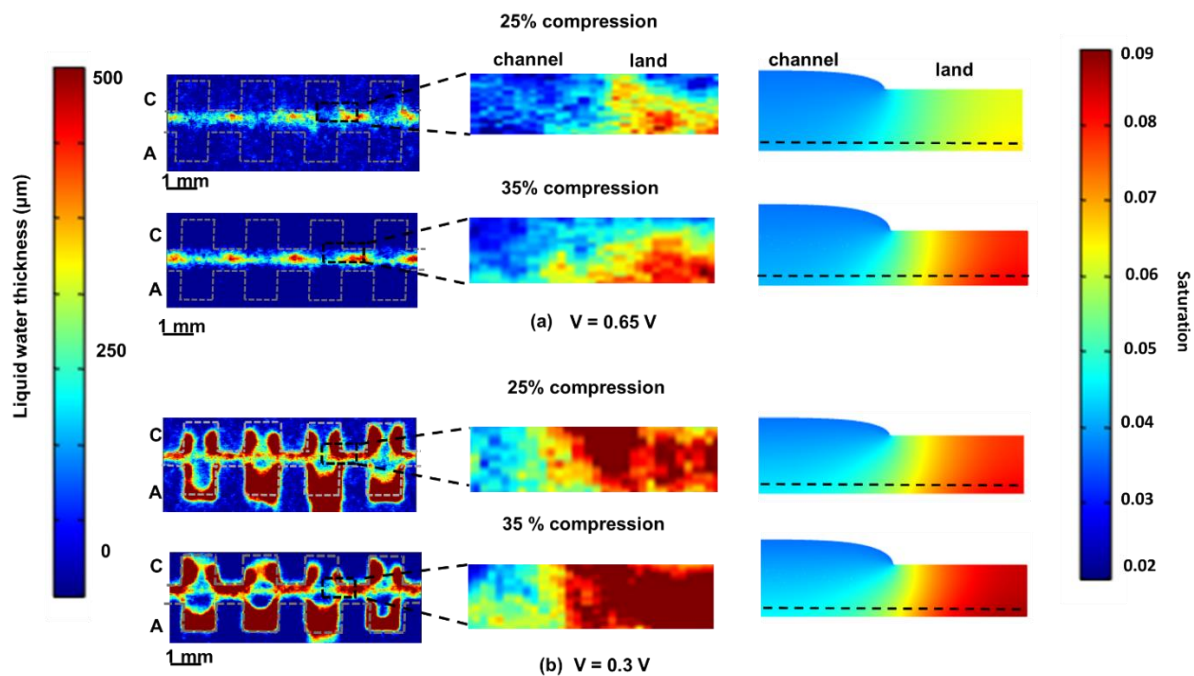 25% compression
channel land
channel land
500
250
0
Liquid water thickness (µm)
C
A
1 mm
35% compression
C
A
1 mm
(a) V = 0.65 V
25% compression
C
A
35 % compression
C
A
1 mm
(b) V = 0.3 V
0.09
0.08
0.07
0.06
0.05
0.04
0.03
0.02
Saturation